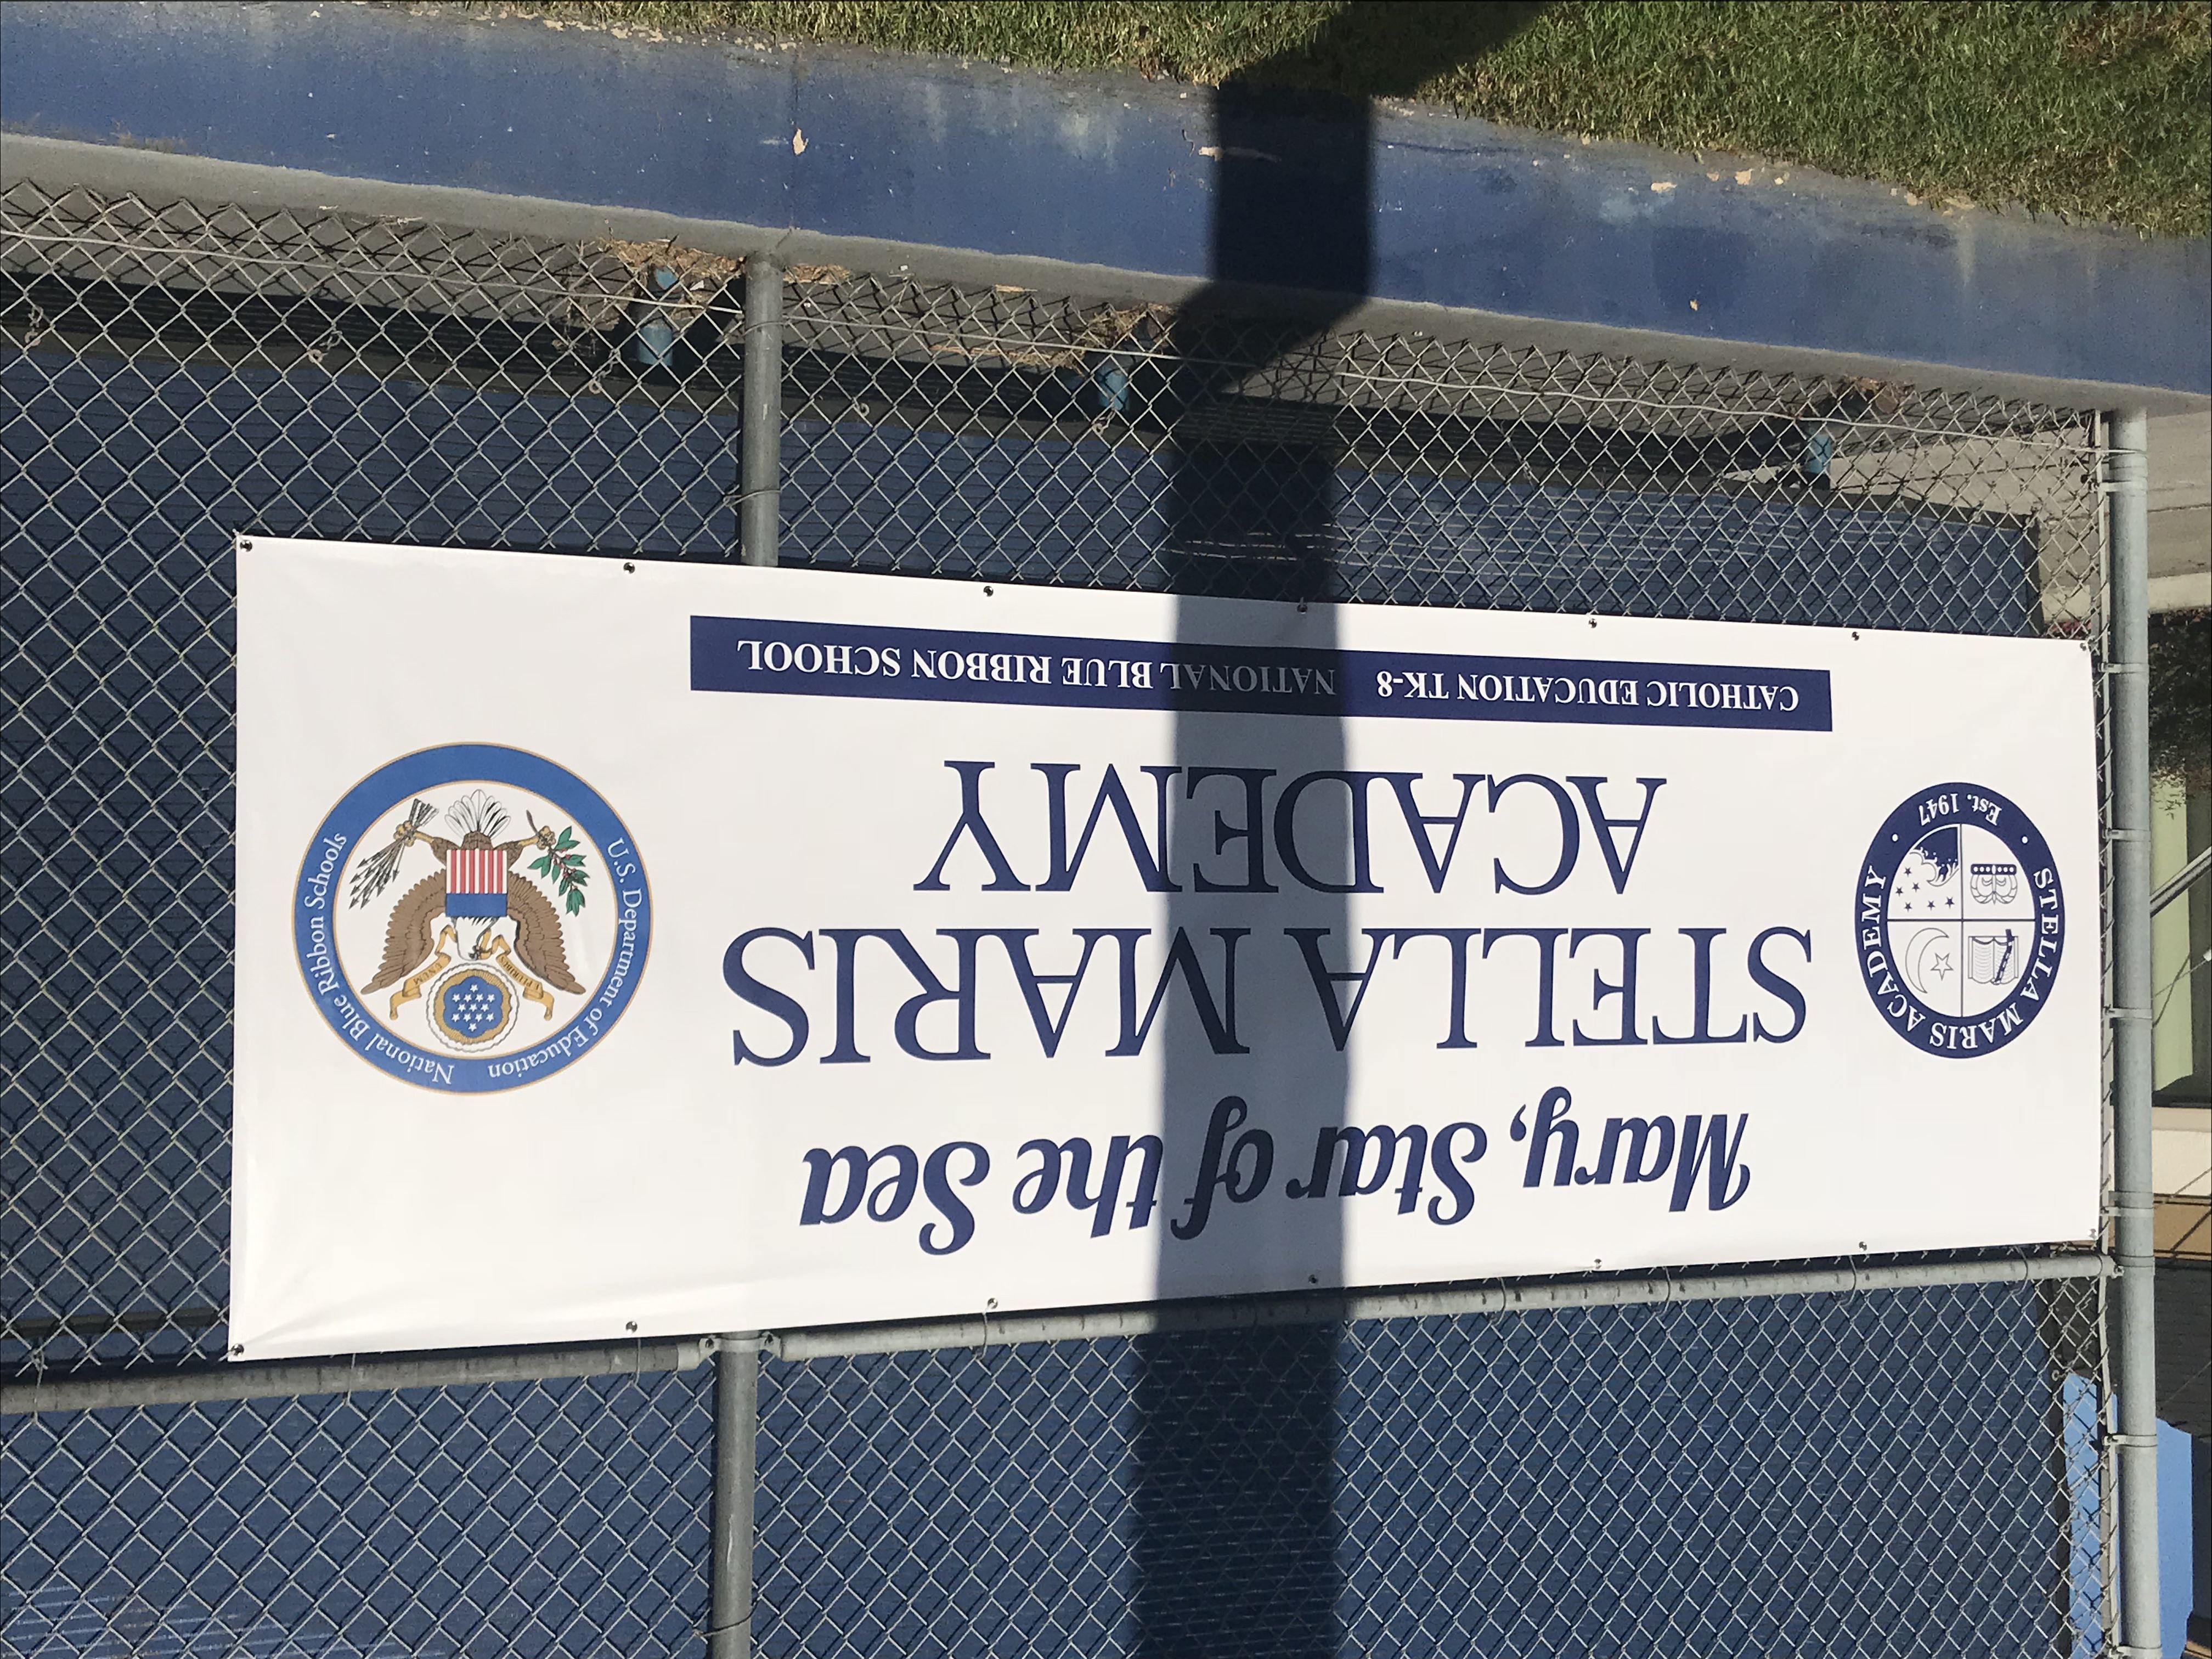 Mary, Star of the Sea
STELLA MARIS
ACADEMY
CATHOLIC EDUCATION TK-8 NATIONAL BLUE RIBBON SCHOOL
STELLA MARIS ACADEMY
Est. 1947
National Blue Ribbon Schools
U.S. Department of Education